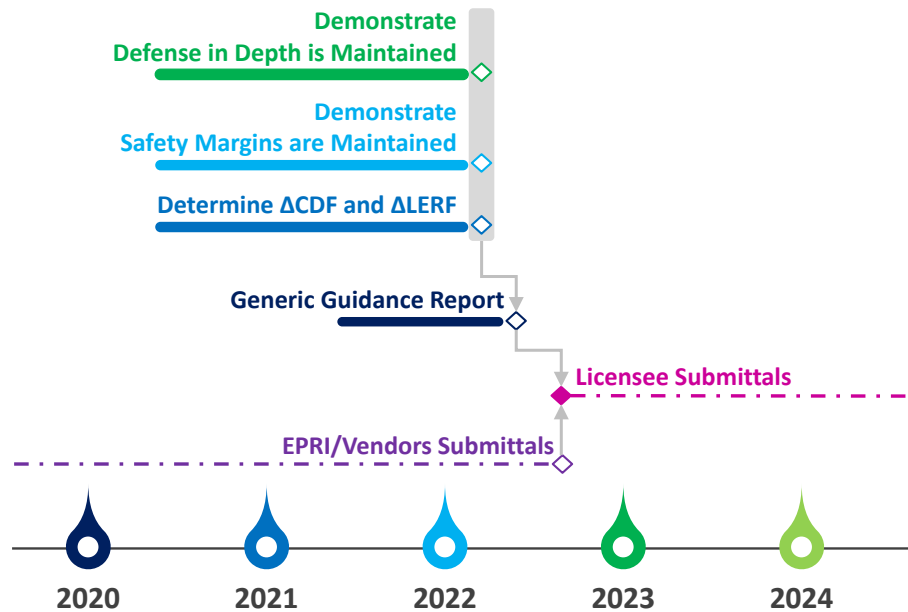 Demonstrate
Defense in Depth is Maintained
Demonstrate
Safety Margins are Maintained
Determine ΔCDF and ΔLERF
Generic Guidance Report
Licensee Submittals
EPRI/Vendors Submittals
2020
2021
2022
2023
2024